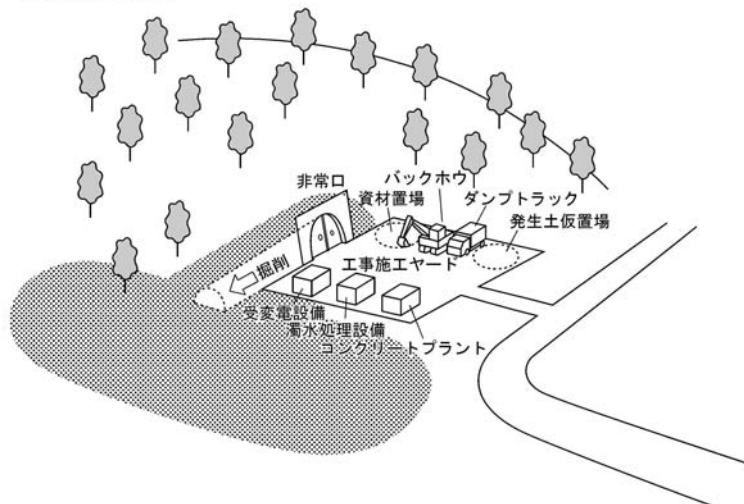 非常口
バックホウ
資材置場
ダンプトラック
発生土仮置場
工事施工ヤード
掘削
受変電設備
濁水処理設備
コンクリートプラント